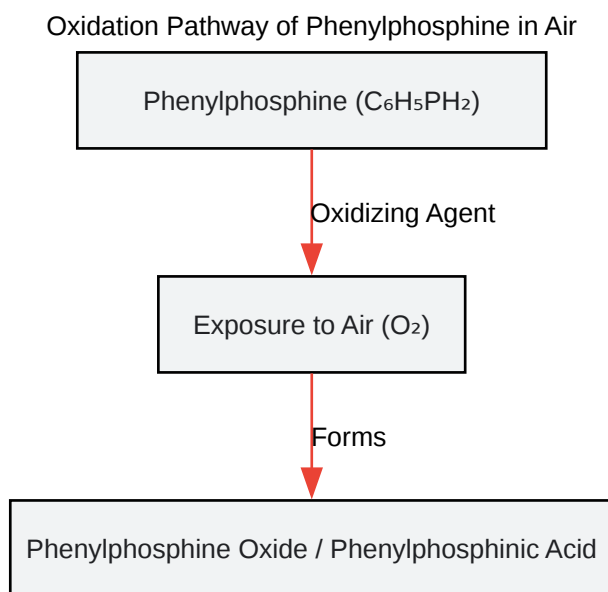 Oxidation Pathway of Phenylphosphine in Air
Phenylphosphine (C₆H₅PH₂)
Oxidizing Agent
Exposure to Air (O₂)
Forms
Phenylphosphine Oxide / Phenylphosphinic Acid